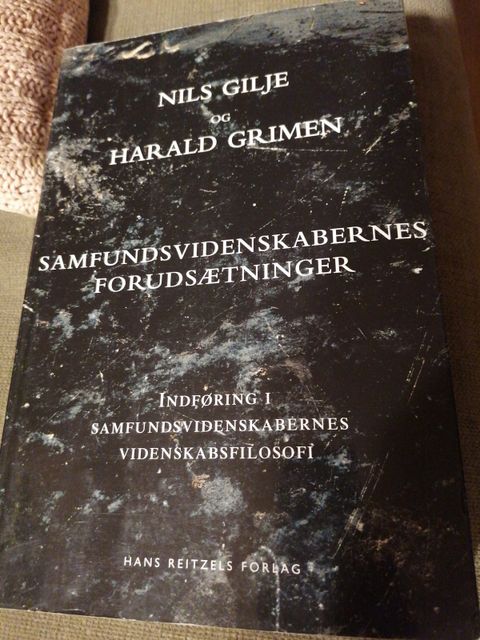 NILS GILJE
OG
HARALD GRIMEN
SAMFUNDSVIDENSKABERNES
FORUDSÆTNINGER
INDFØRING I
SAMFUNDSVIDENSKABERNES
VIDENSKABSFILOSOFI
HANS REITZELS FORLAG